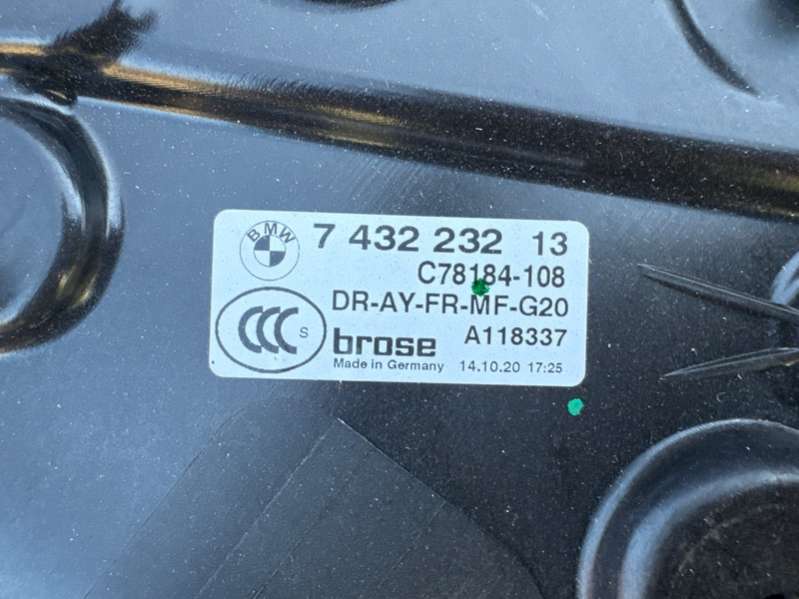 BMW 7 432 232 13
C78184-108
DR-AY-FR-MF-G20
CCC S brose A118337
Made in Germany 14.10.20 17:25